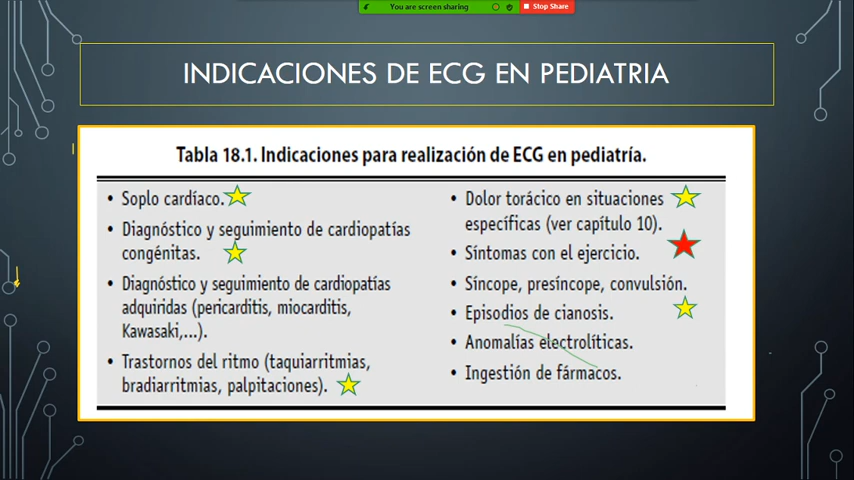 You are screen sharing
Stop Share
INDICACIONES DE ECG EN PEDIATRIA
Tabla 18.1. Indicaciones para realización de ECG en pediatría.
• Soplo cardíaco.
• Diagnóstico y seguimiento de cardiopatías
congénitas.
• Diagnóstico y seguimiento de cardiopatías
adquiridas (pericarditis, miocarditis,
Kawasaki,...).
• Trastornos del ritmo (taquiarritmias,
bradiarritmias, palpitaciones).
• Dolor torácico en situaciones
específicas (ver capítulo 10).
• Síntomas con el ejercicio.
• Síncope, presíncope, convulsión.
• Episodios de cianosis.
• Anomalías electrolíticas.
• Ingestión de fármacos.